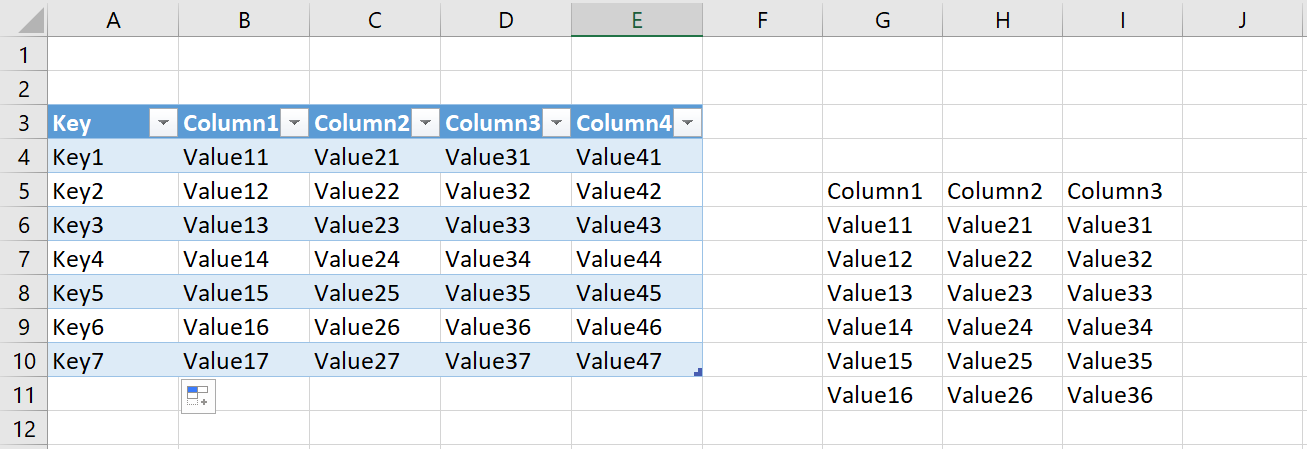 A B C D E F G H I J
1
2
3 Key Column1 Column2 Column3 Column4
4 Key1 Value11 Value21 Value31 Value41
5 Key2 Value12 Value22 Value32 Value42 Column1 Column2 Column3
6 Key3 Value13 Value23 Value33 Value43 Value11 Value21 Value31
7 Key4 Value14 Value24 Value34 Value44 Value12 Value22 Value32
8 Key5 Value15 Value25 Value35 Value45 Value13 Value23 Value33
9 Key6 Value16 Value26 Value36 Value46 Value14 Value24 Value34
10 Key7 Value17 Value27 Value37 Value47 Value15 Value25 Value35
11 Value16 Value26 Value36
12